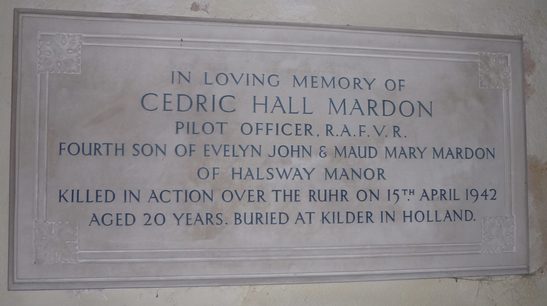 IN LOVING MEMORY OF
CEDRIC HALL MARDON
PILOT OFFICER, R.A.F.V.R.
FOURTH SON OF EVELYN JOHN & MAUD MARY MARDON
OF HALSWAY MANOR
KILLED IN ACTION OVER THE RUHR ON 15TH. APRIL 1942
AGED 20 YEARS. BURIED AT KILDER IN HOLLAND.